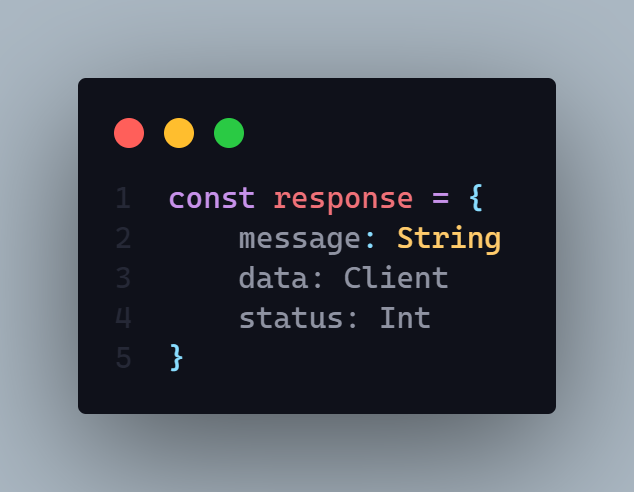 1 const response = {
2     message: String
3     data: Client
4     status: Int
5 }